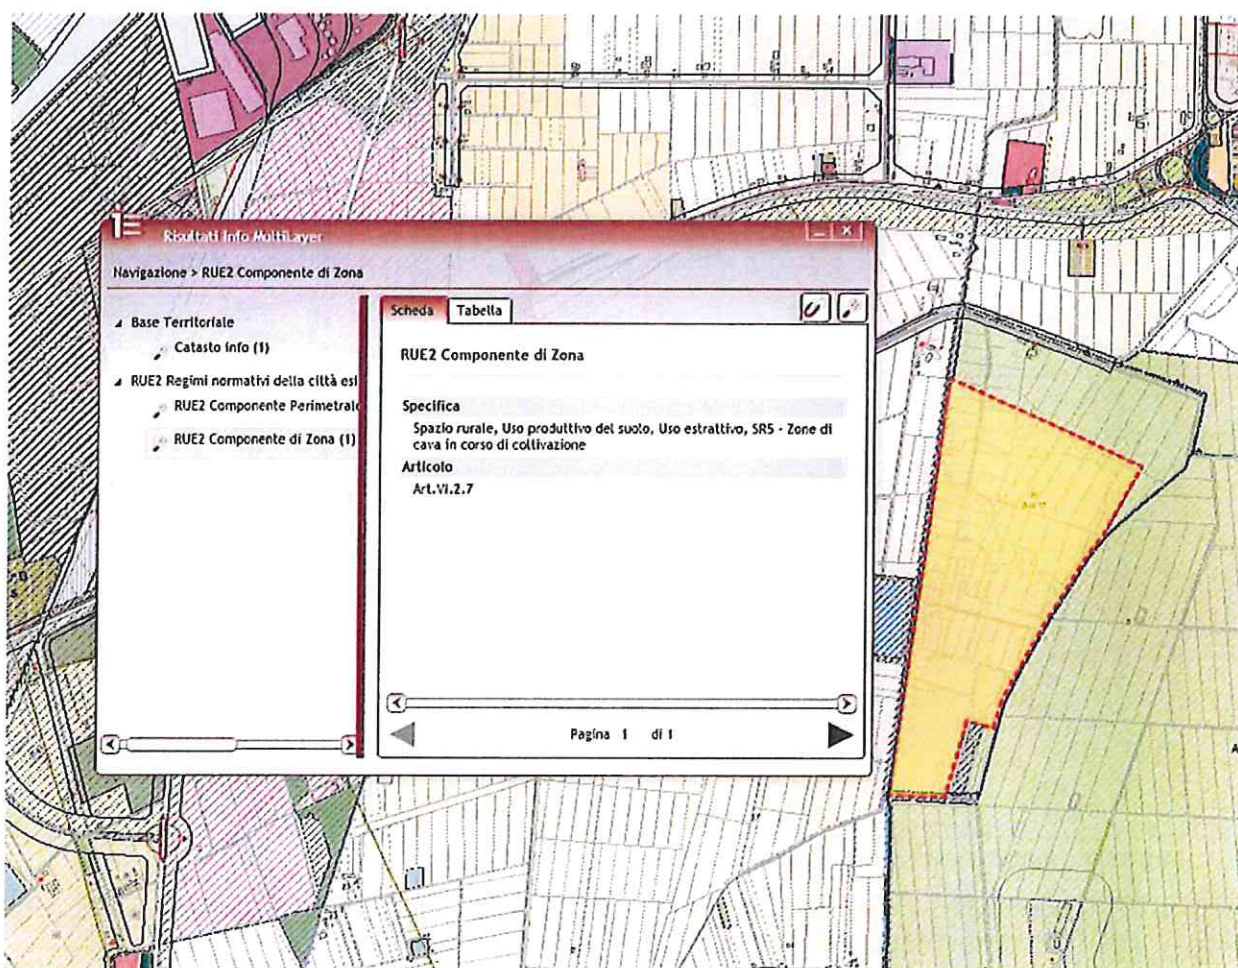 Risultati Info MultiLayer
Navigazione > RUE2 Componente di Zona
Base Territoriale
Catasto Info (1)
RUE2 Regimi normativi della città est
RUE2 Componente Perimetrale
RUE2 Componente di Zona (1)
Scheda Tabella
RUE2 Componente di Zona
Specifica
Spazio rurale, Uso produttivo del suolo, Uso estrattivo, SR5 - Zone di
cava in corso di coltivazione
Articolo
Art.VI.2.7
Pagina 1 di 1